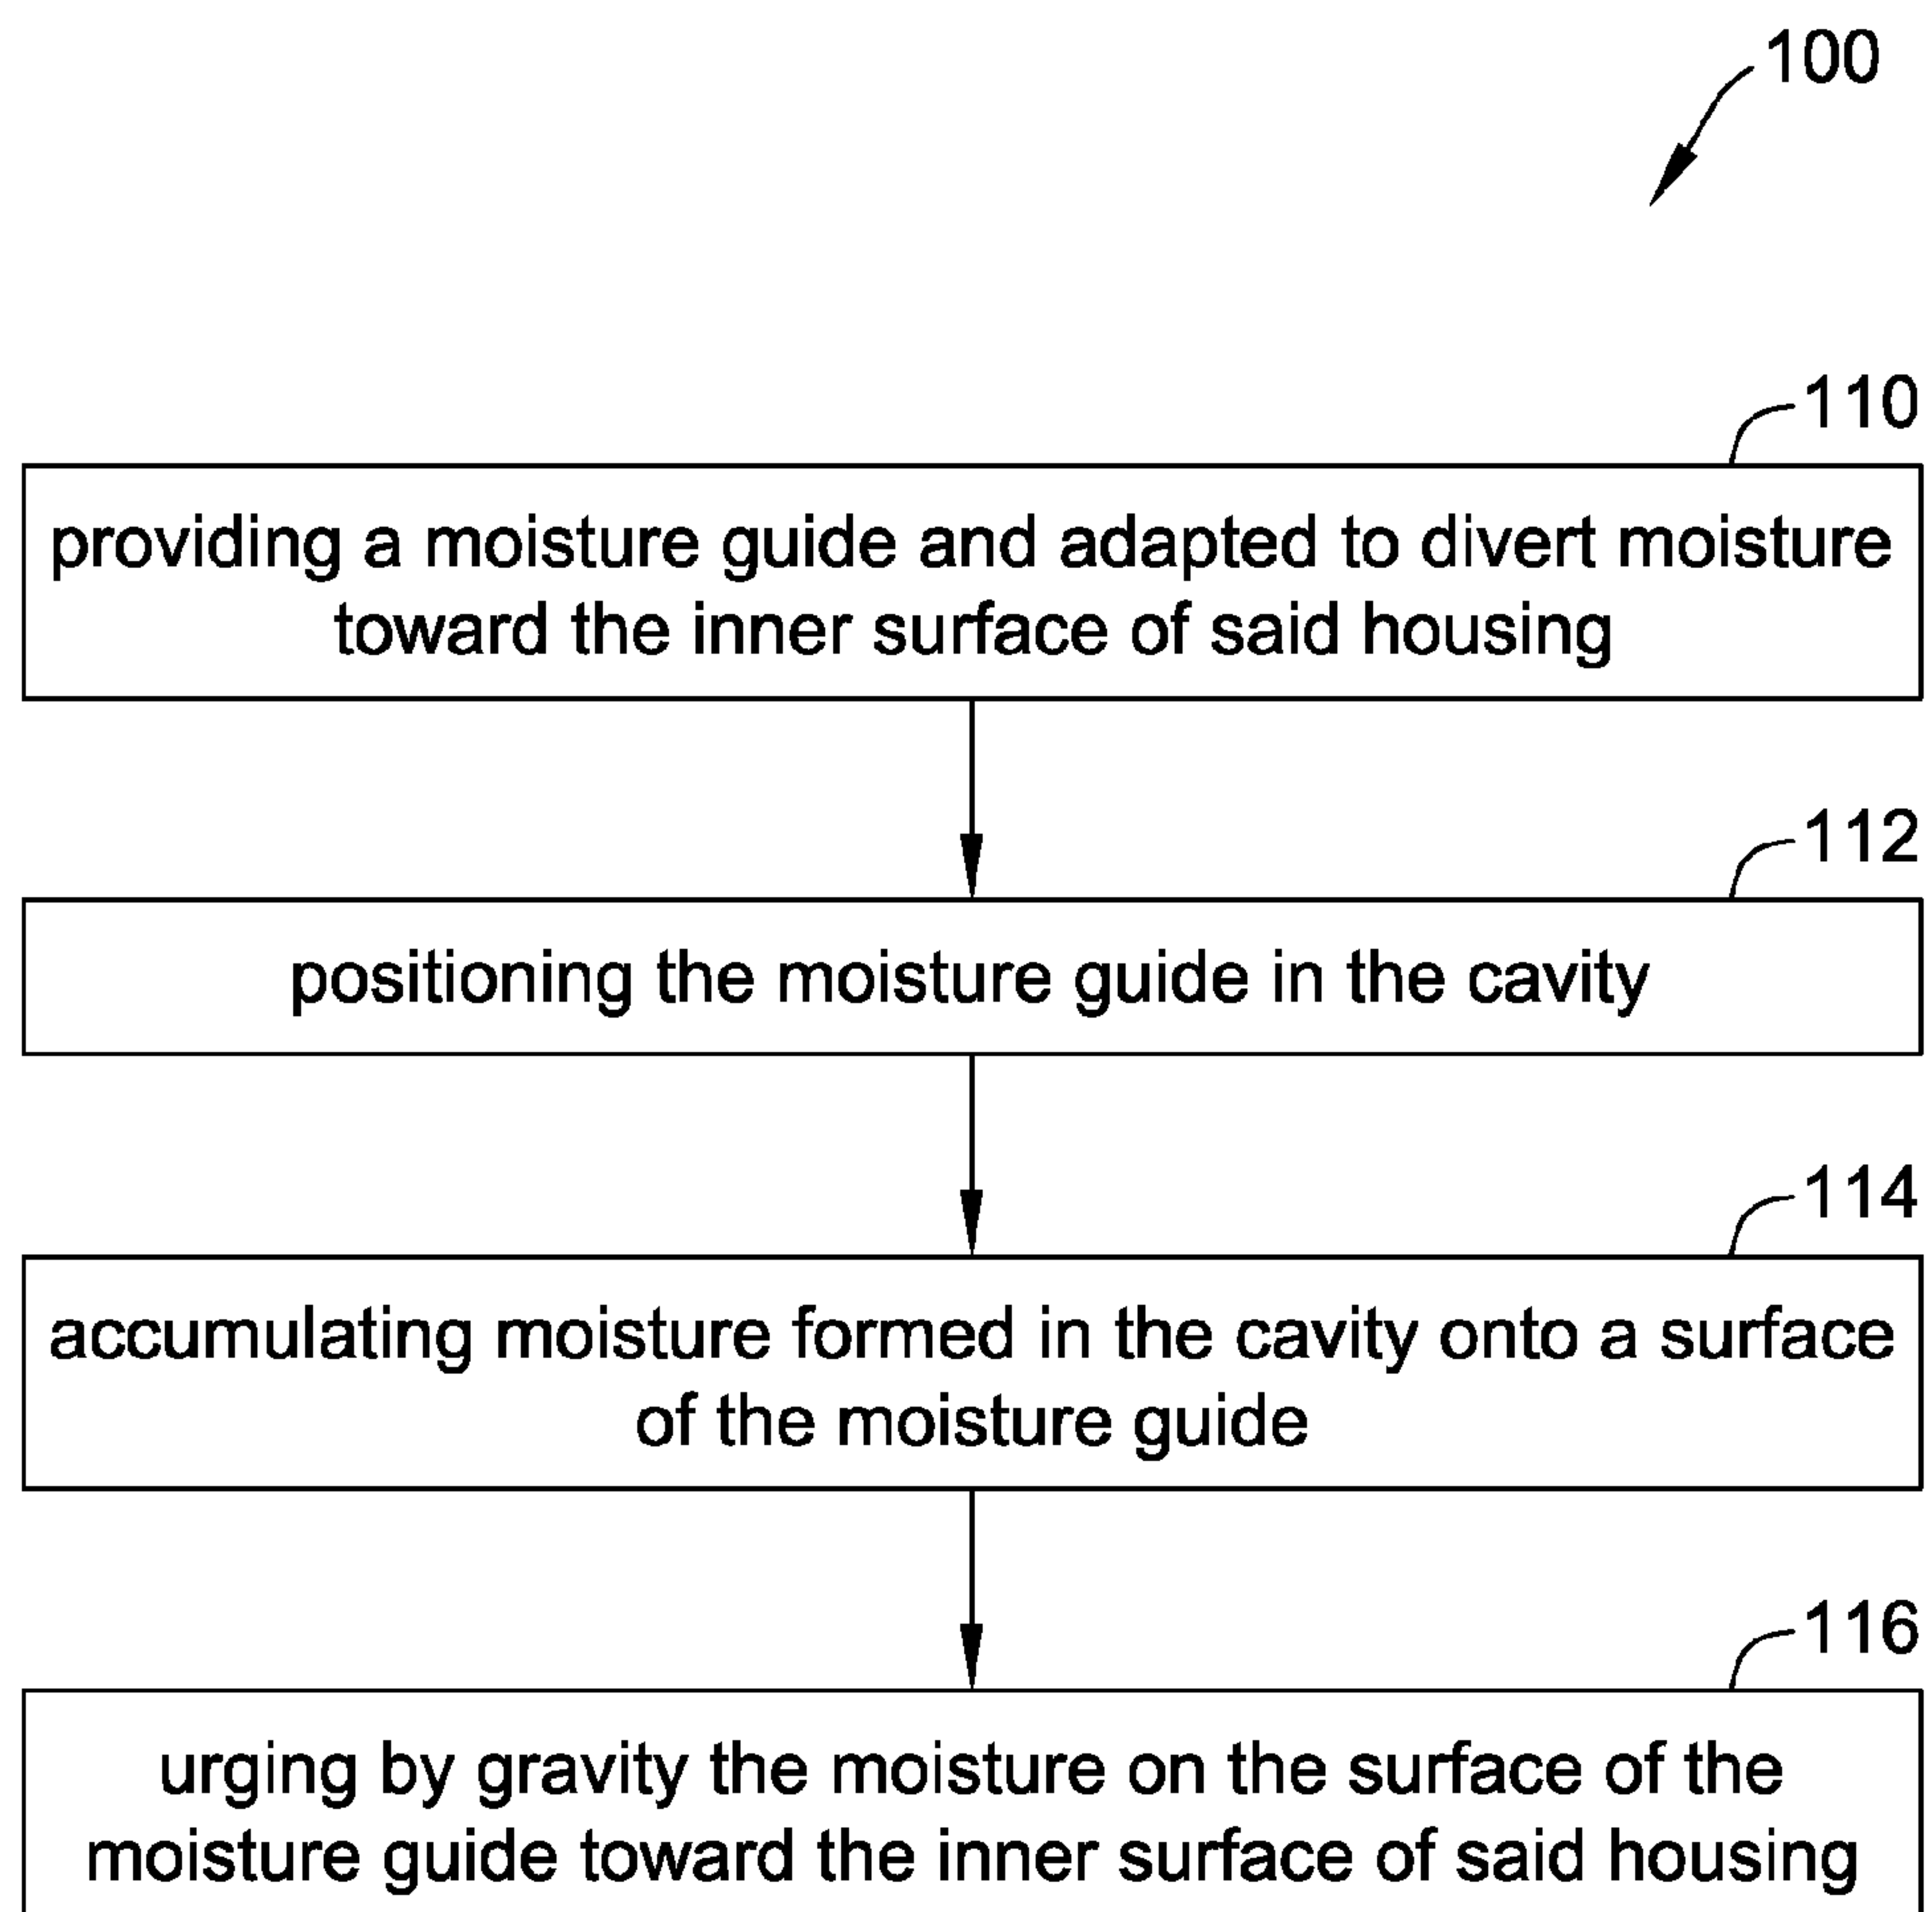 100
110
providing a moisture guide and adapted to divert moisture
toward the inner surface of said housing
112
positioning the moisture guide in the cavity
114
accumulating moisture formed in the cavity onto a surface
of the moisture guide
116
urging by gravity the moisture on the surface of the
moisture guide toward the inner surface of said housing